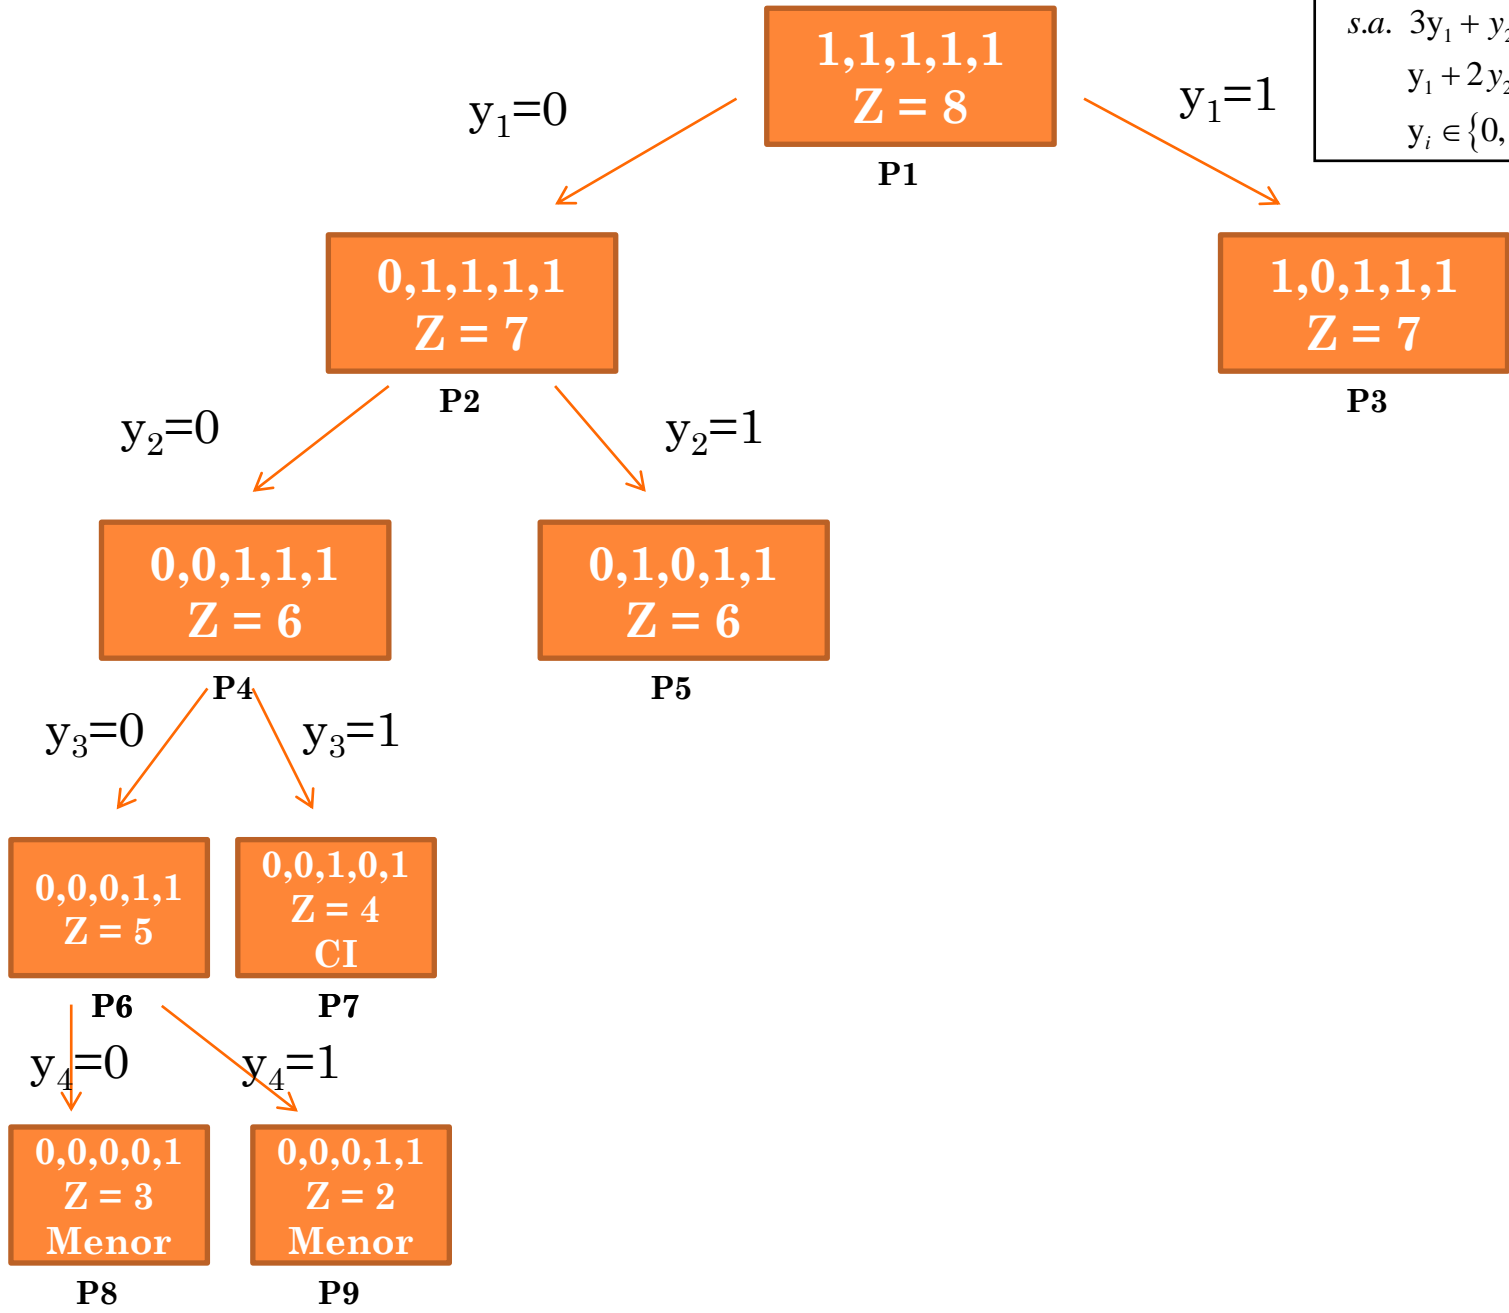 s.a. 3y₁ + y₂
y₁ + 2y₂
yᵢ ∈ {0,
1,1,1,1,1
Z = 8
P1
y₁=0
y₁=1
0,1,1,1,1
Z = 7
P2
1,0,1,1,1
Z = 7
P3
y₂=0
y₂=1
0,0,1,1,1
Z = 6
P4
0,1,0,1,1
Z = 6
P5
y₃=0
y₃=1
0,0,0,1,1
Z = 5
P6
0,0,1,0,1
Z = 4
CI
P7
y₄=0
y₄=1
0,0,0,0,1
Z = 3
Menor
P8
0,0,0,1,1
Z = 2
Menor
P9